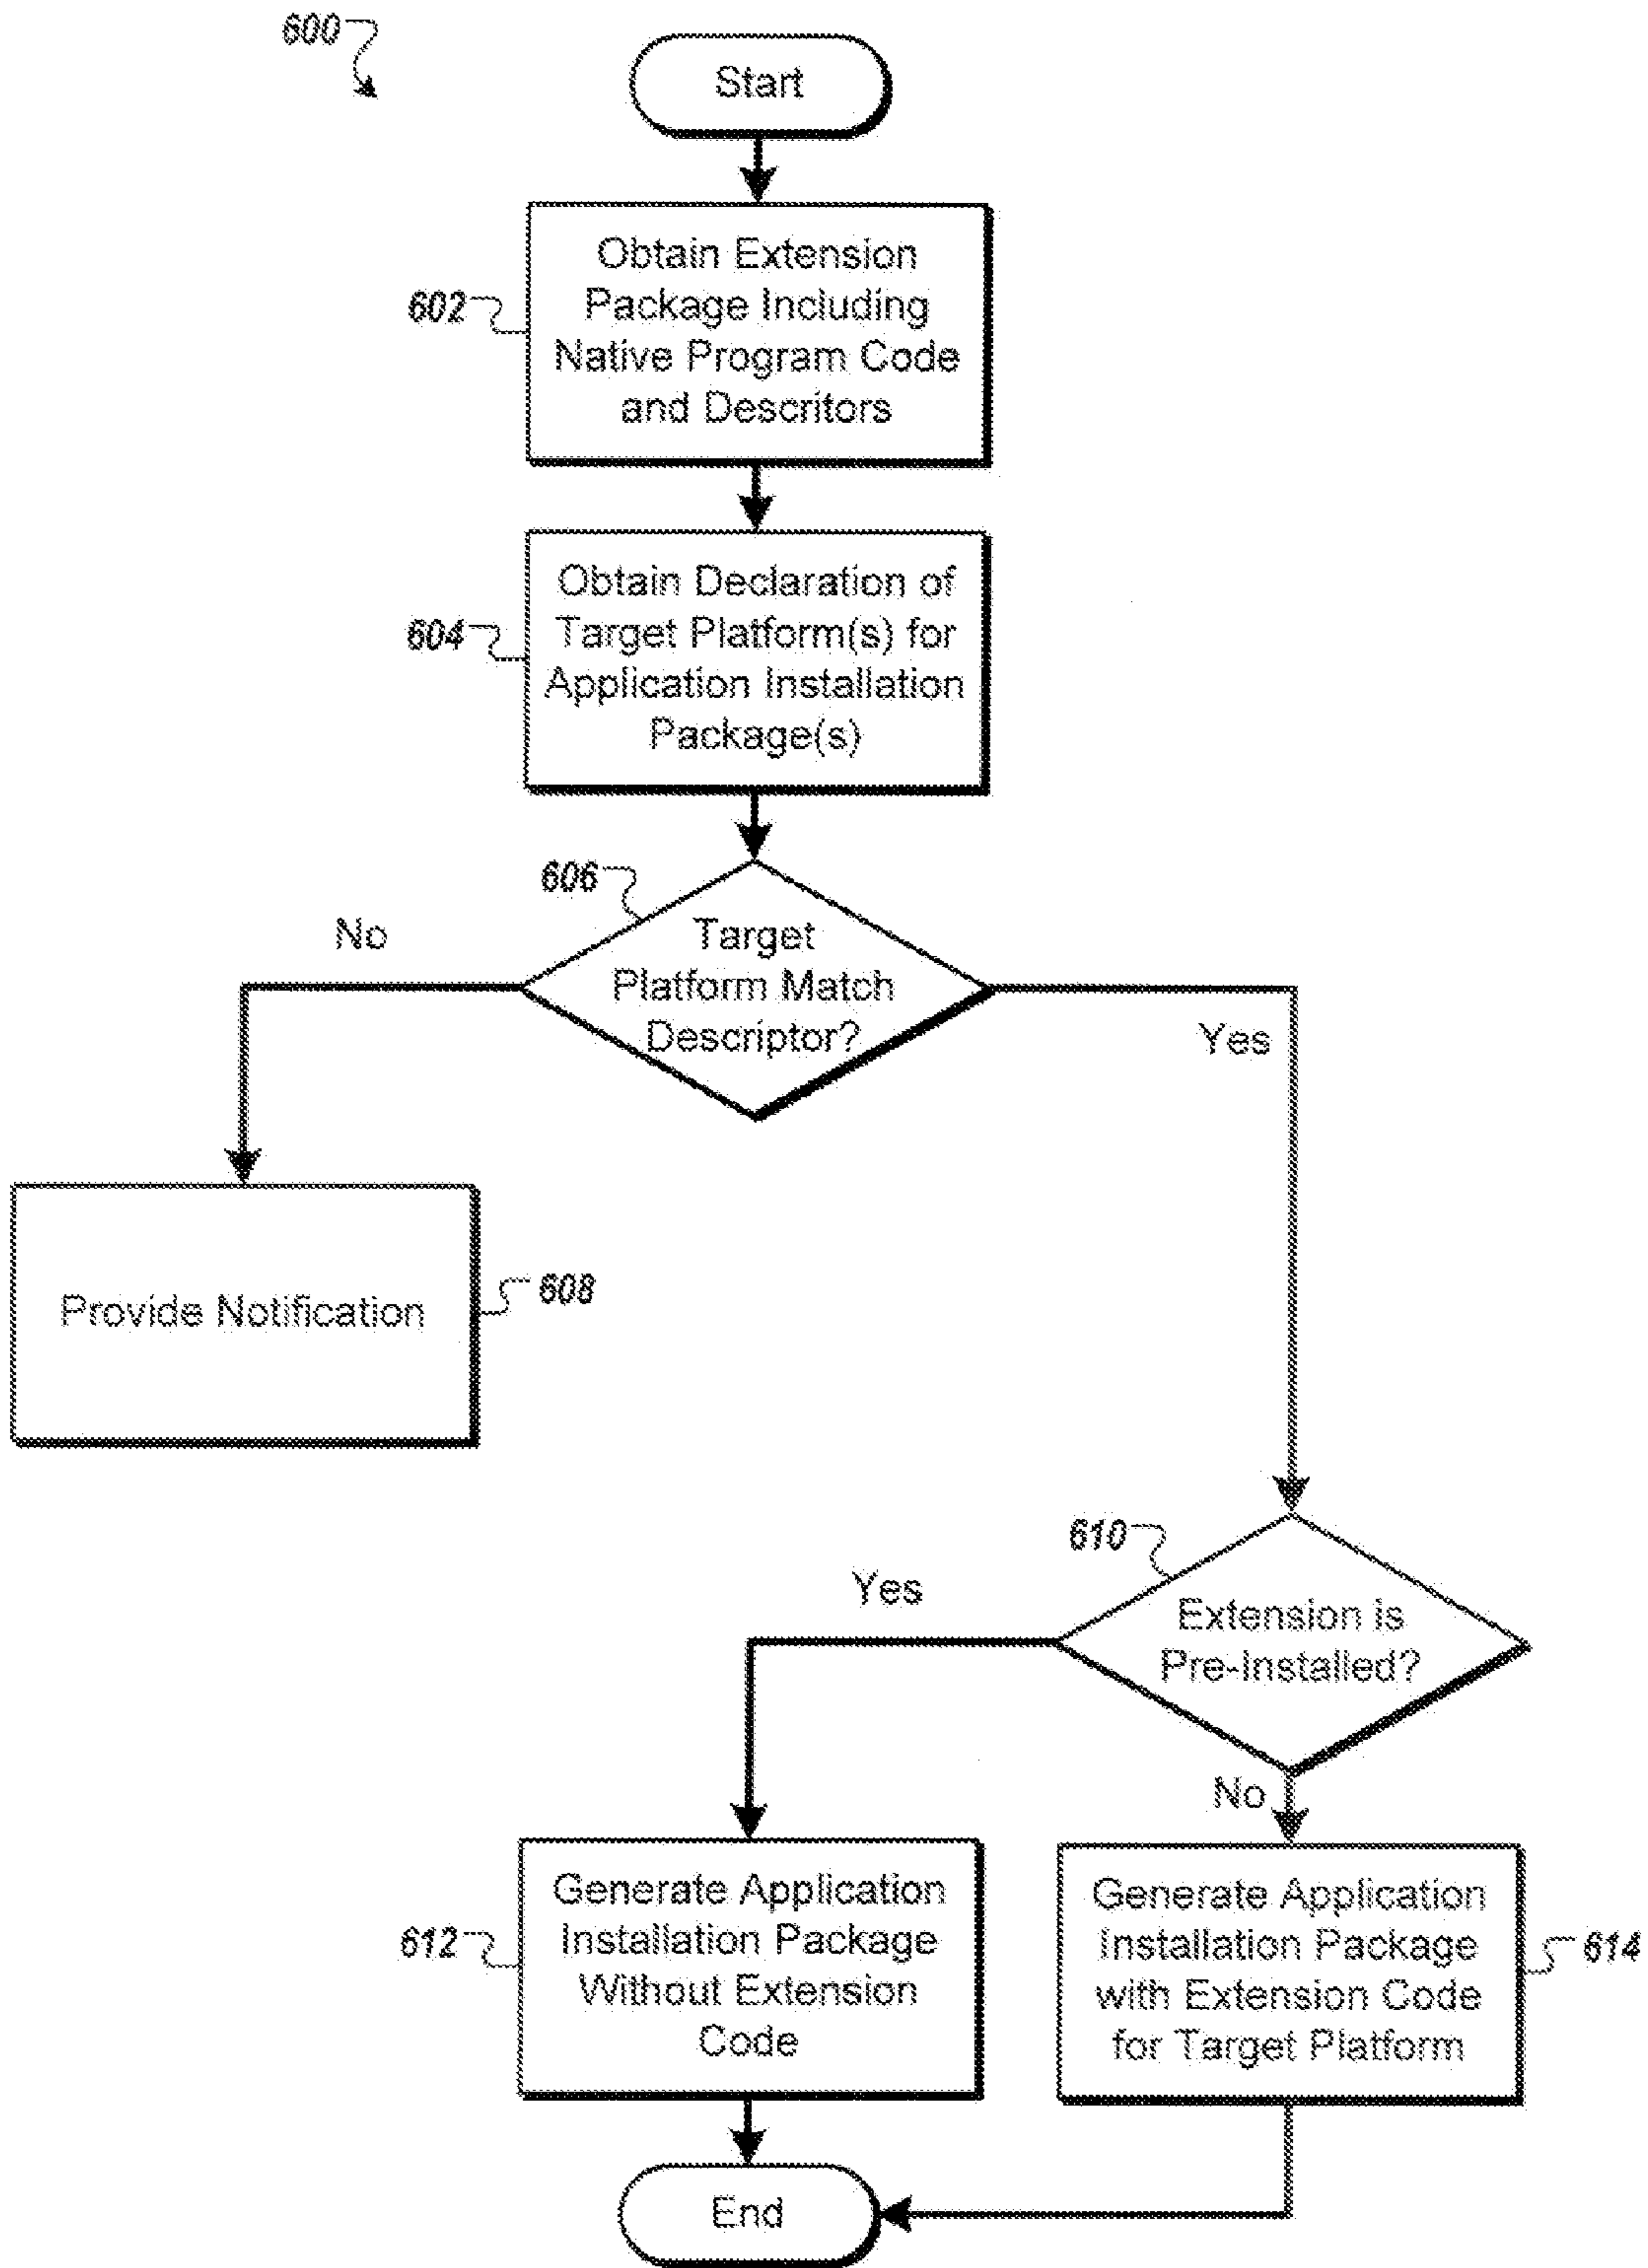 600
Start
Obtain Extension
Package Including
Native Program Code
and Descritors
602
Obtain Declaration of
Target Platform(s) for
Application Installation
Package(s)
604
606
Target
Platform Match
Descriptor?
No
Yes
Provide Notification
608
610
Extension is
Pre-Installed?
Yes
No
Generate Application
Installation Package
Without Extension
Code
612
Generate Application
Installation Package
with Extension Code
for Target Platform
614
End